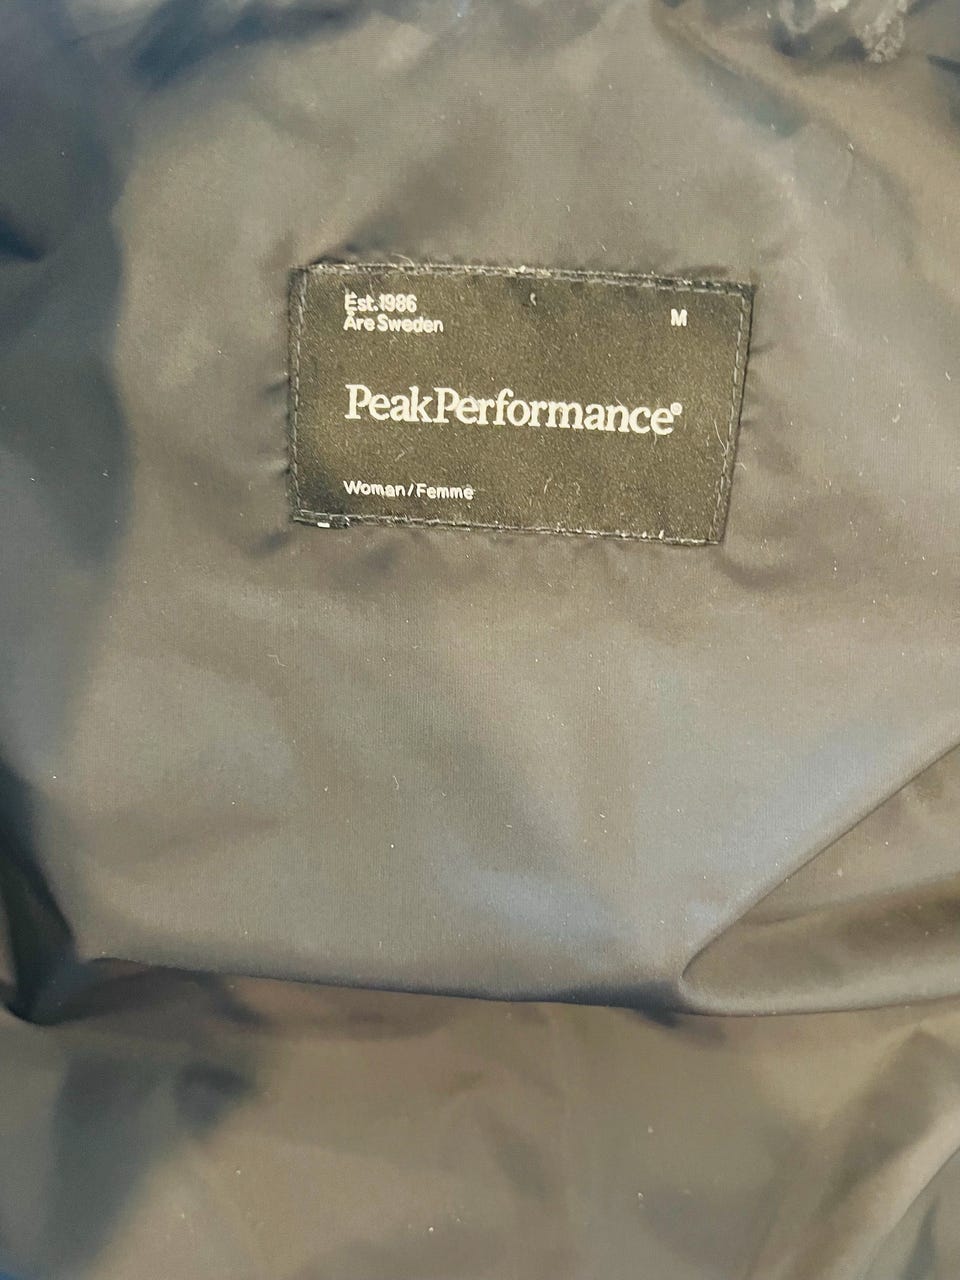 Est.1986
Åre Sweden
M
PeakPerformance®
Woman/Femme